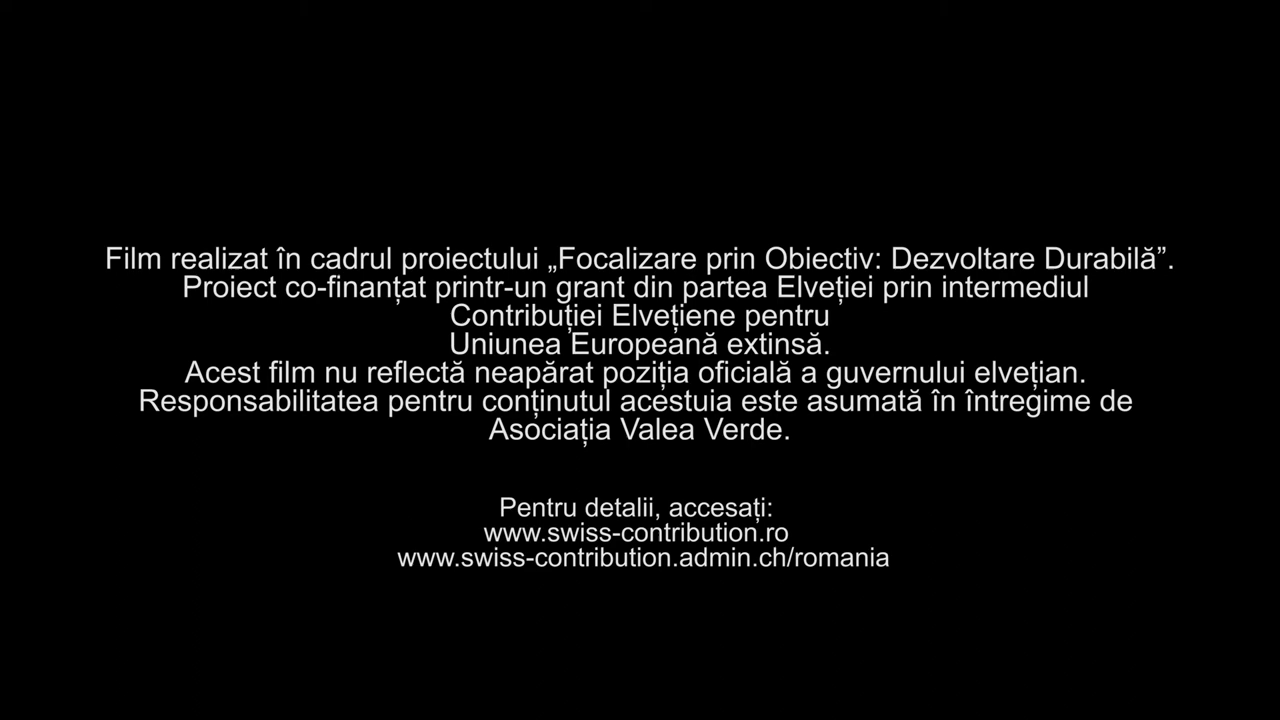 Film realizat în cadrul proiectului „Focalizare prin Obiectiv: Dezvoltare Durabilă”.
Proiect co-finanțat printr-un grant din partea Elveției prin intermediul
Contribuției Elvețiene pentru
Uniunea Europeană extinsă.
Acest film nu reflectă neapărat poziția oficială a guvernului elvețian.
Responsabilitatea pentru conținutul acestuia este asumată în întregime de
Asociația Valea Verde.
Pentru detalii, accesați:
www.swiss-contribution.ro
www.swiss-contribution.admin.ch/romania